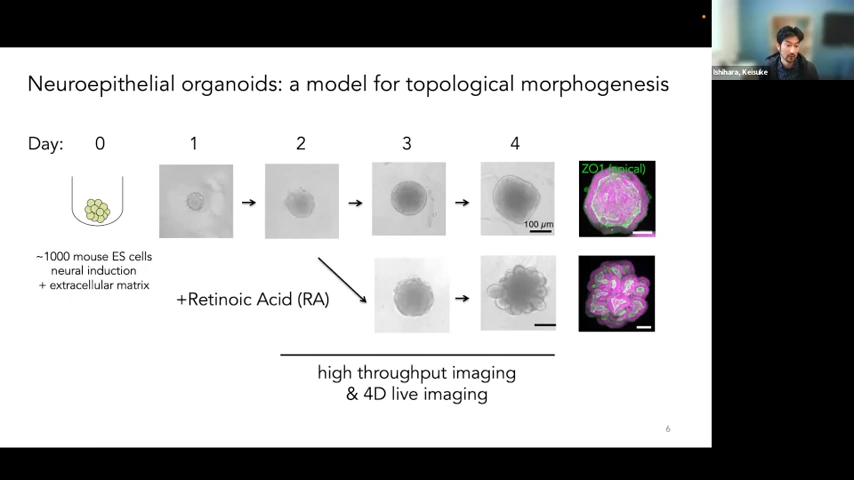 Ishihara, Keisuke
Neuroepithelial organoids: a model for topological morphogenesis
Day: 0 1 2 3 4
ZO1 (apical)
100 μm
~1000 mouse ES cells
neural induction
+ extracellular matrix
+Retinoic Acid (RA)
high throughput imaging
& 4D live imaging
6